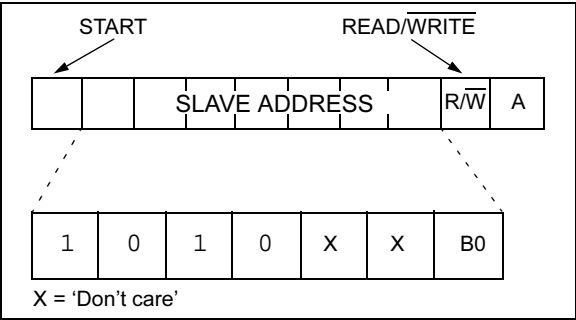 START READ/WRITE
SLAVE ADDRESS R/W A
1 0 1 0 X X B0
X = 'Don't care'